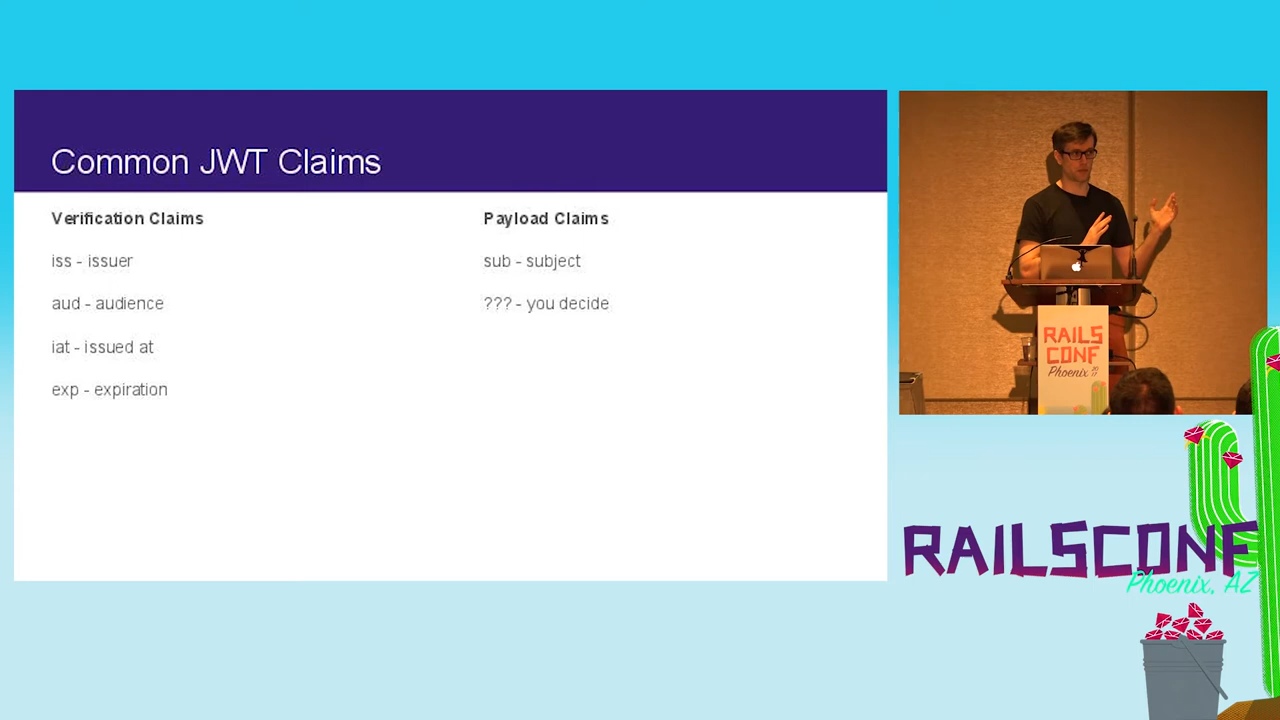 Common JWT Claims
Verification Claims
iss - issuer
aud - audience
iat - issued at
exp - expiration
Payload Claims
sub - subject
??? - you decide
RAILS
CONF
Phoenix 2017
RAILSCONF
Phoenix, AZ